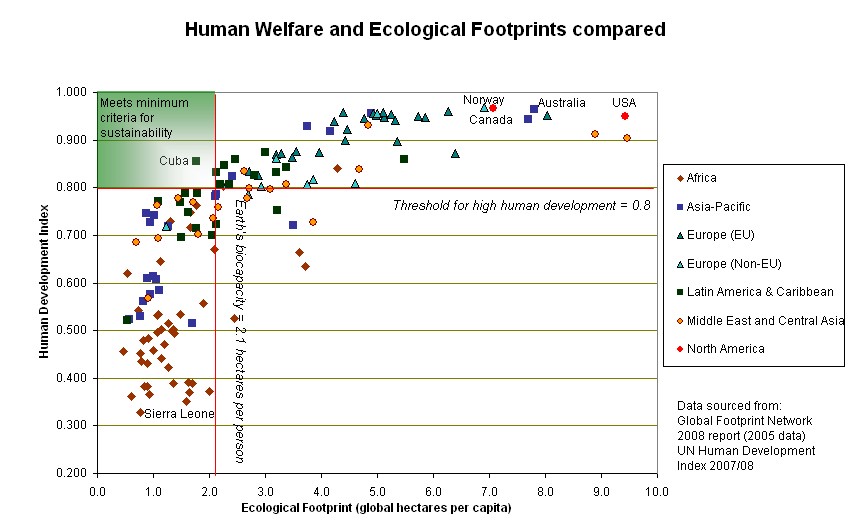 Human Welfare and Ecological Footprints compared
Human Development Index
1.000
0.900
0.800
0.700
0.600
0.500
0.400
0.300
0.200
Meets minimum
criteria for
sustainability
Cuba
Norway
Canada
Australia
USA
Threshold for high human development = 0.8
Earth's biocapacity = 2.1 hectares per person
Sierra Leone
0.0 1.0 2.0 3.0 4.0 5.0 6.0 7.0 8.0 9.0 10.0
Ecological Footprint (global hectares per capita)
Africa
Asia-Pacific
Europe (EU)
Europe (Non-EU)
Latin America & Caribbean
Middle East and Central Asia
North America
Data sourced from:
Global Footprint Network
2008 report (2005 data)
UN Human Development
Index 2007/08